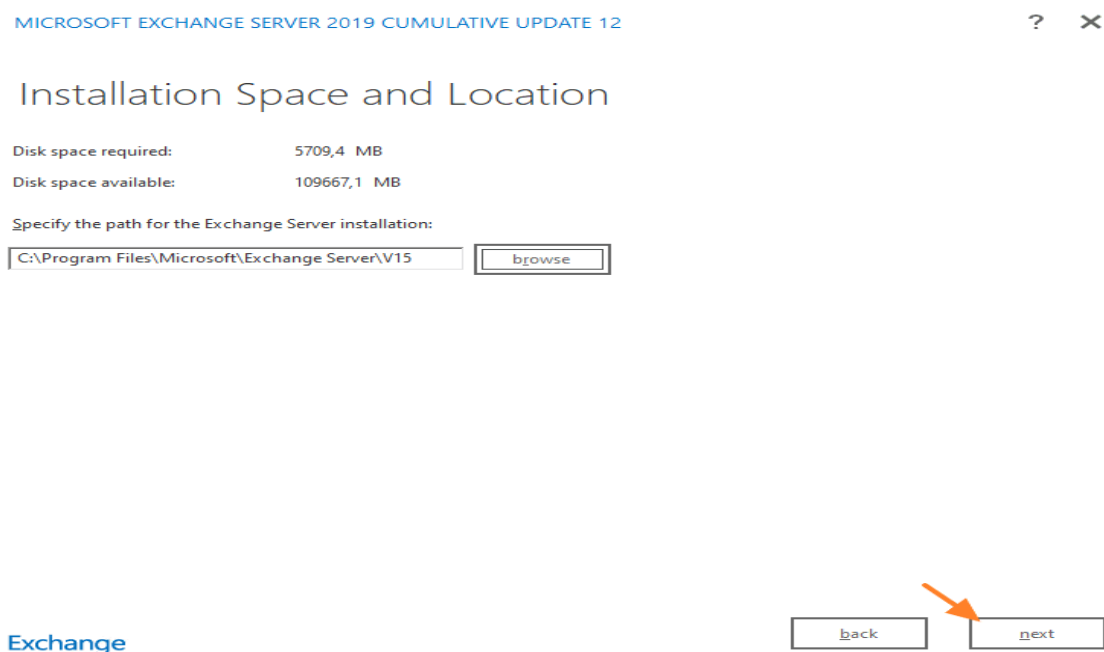 MICROSOFT EXCHANGE SERVER 2019 CUMULATIVE UPDATE 12 ? ✕
Installation Space and Location
Disk space required: 5709,4 MB
Disk space available: 109667,1 MB
Specify the path for the Exchange Server installation:
C:\Program Files\Microsoft\Exchange Server\V15 browse
Exchange back next